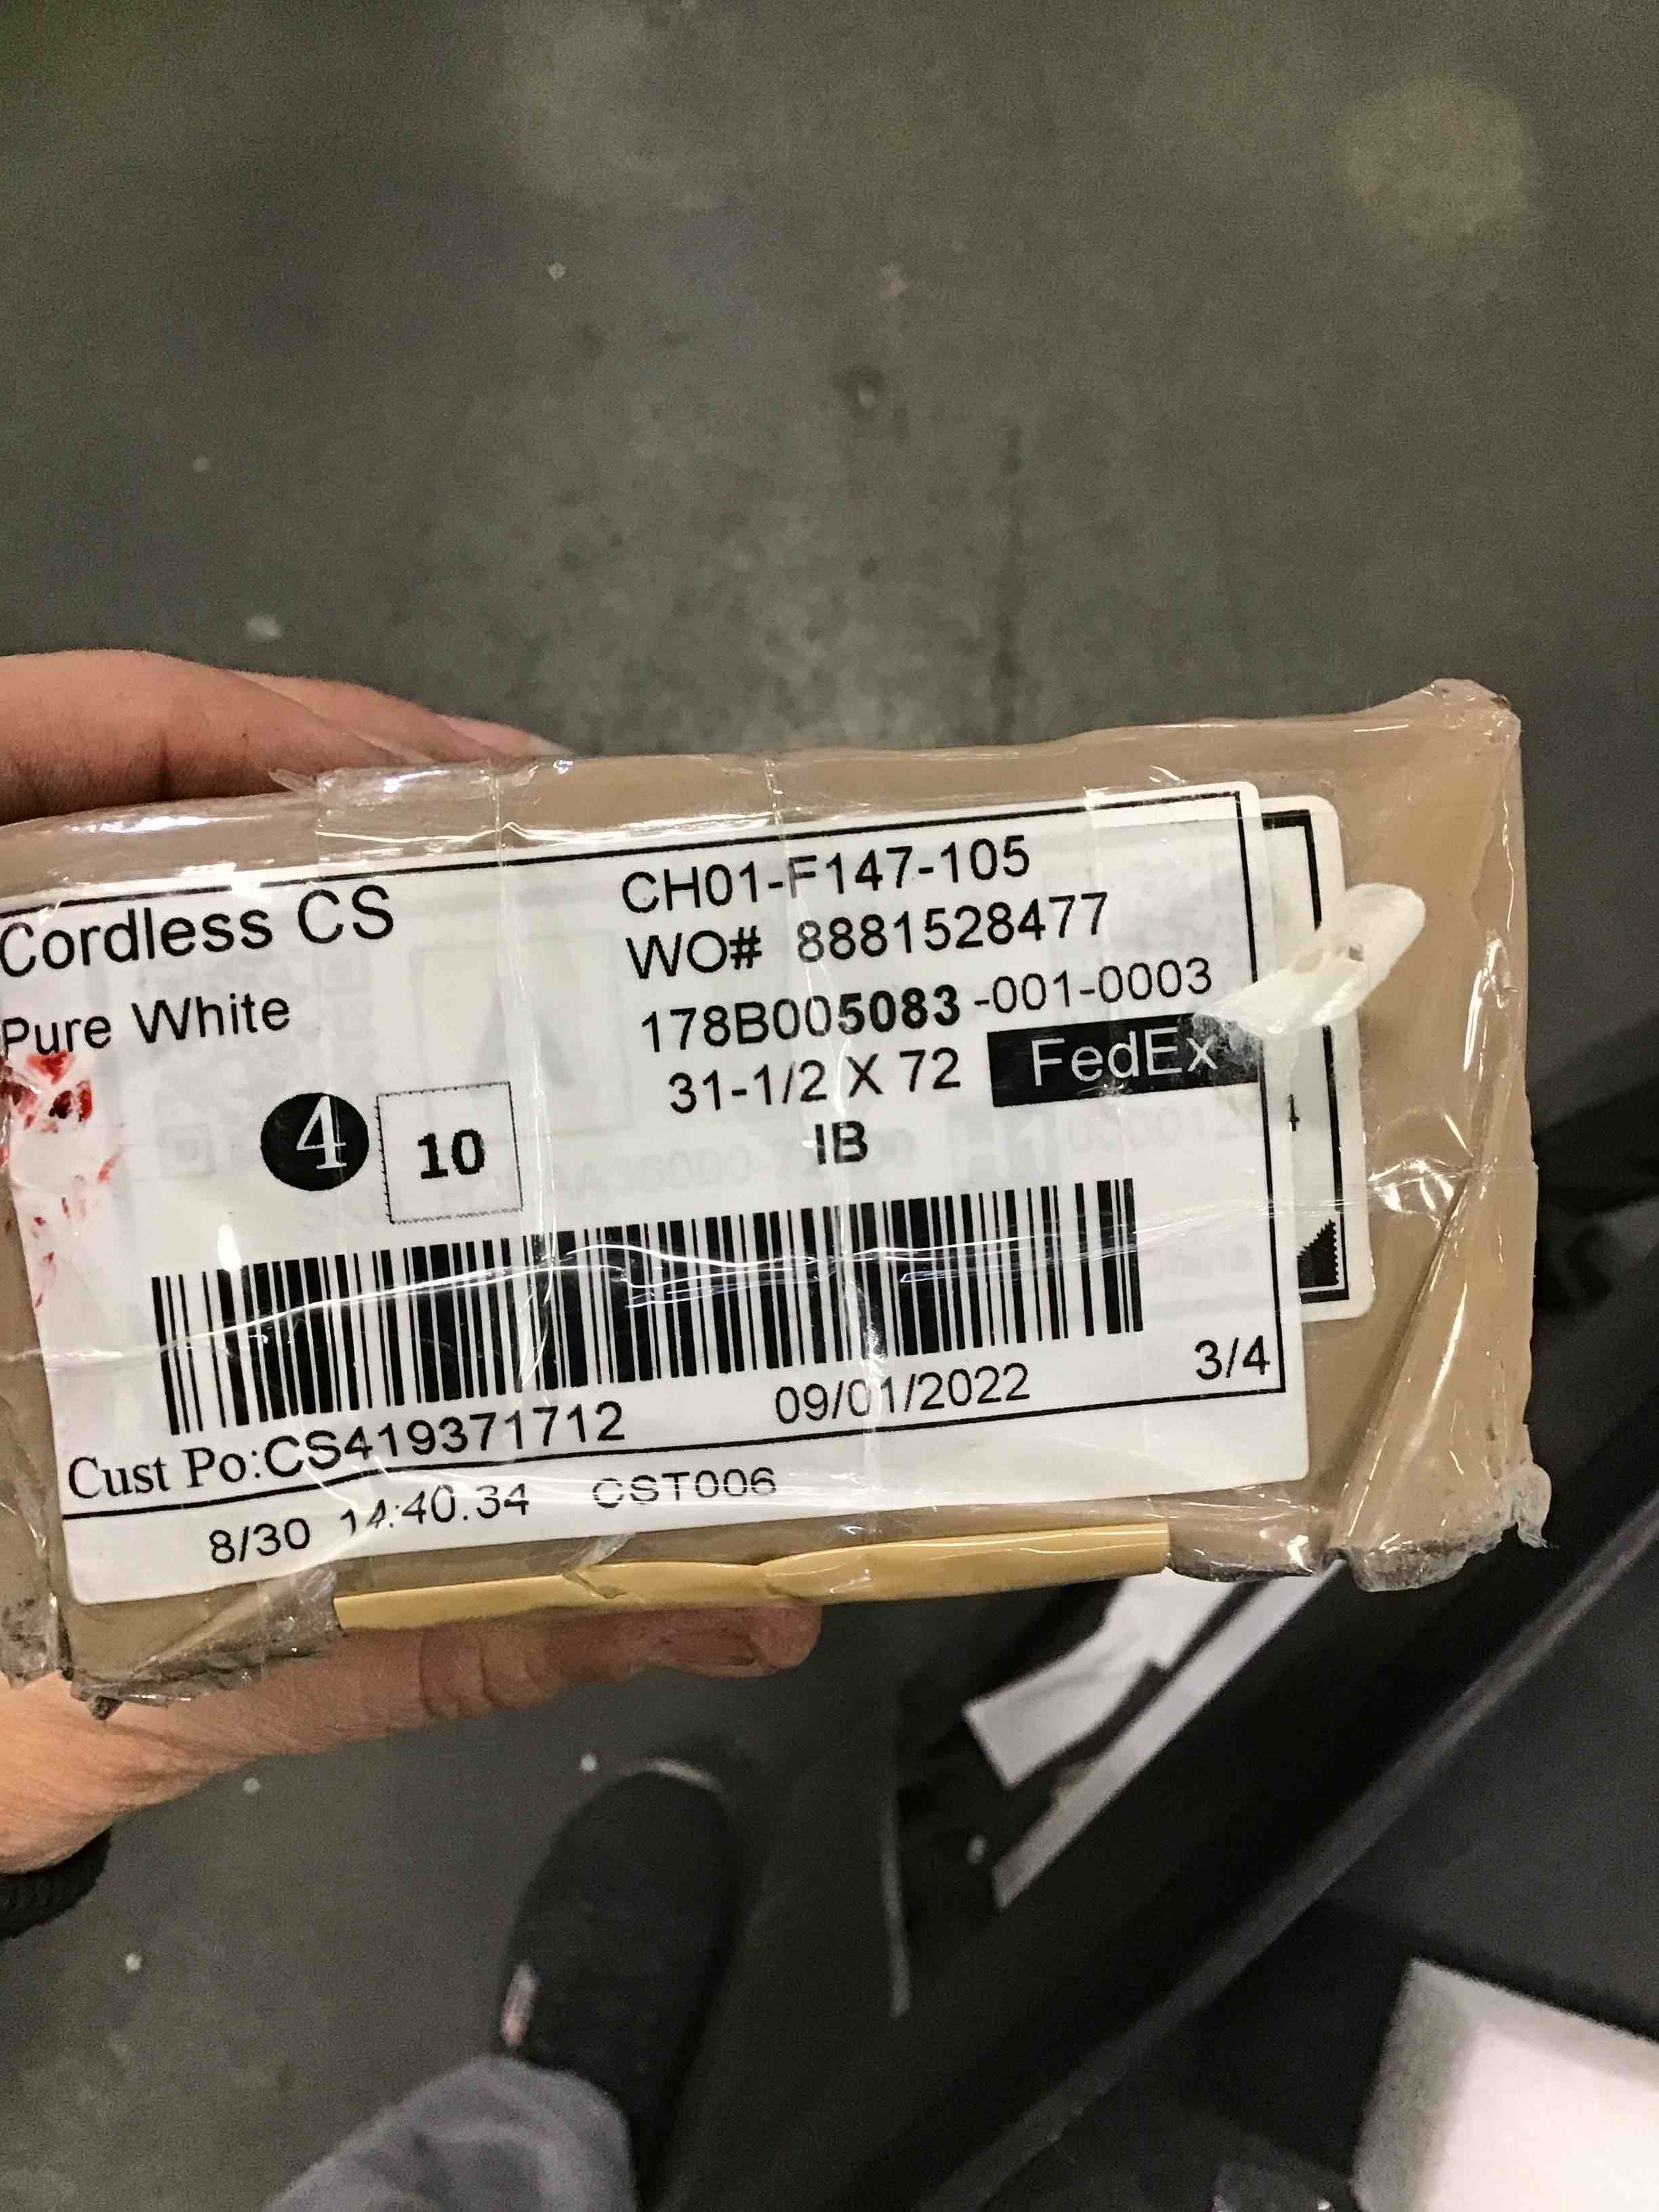 Cordless CS
Pure White
4
10
CH01-F147-105
WO# 8881528477
178B005083-001-0003
31-1/2 X 72
FedEx
IB
Cust Po:CS419371712
09/01/2022
3/4
8/30 14:40.34 CST006
4